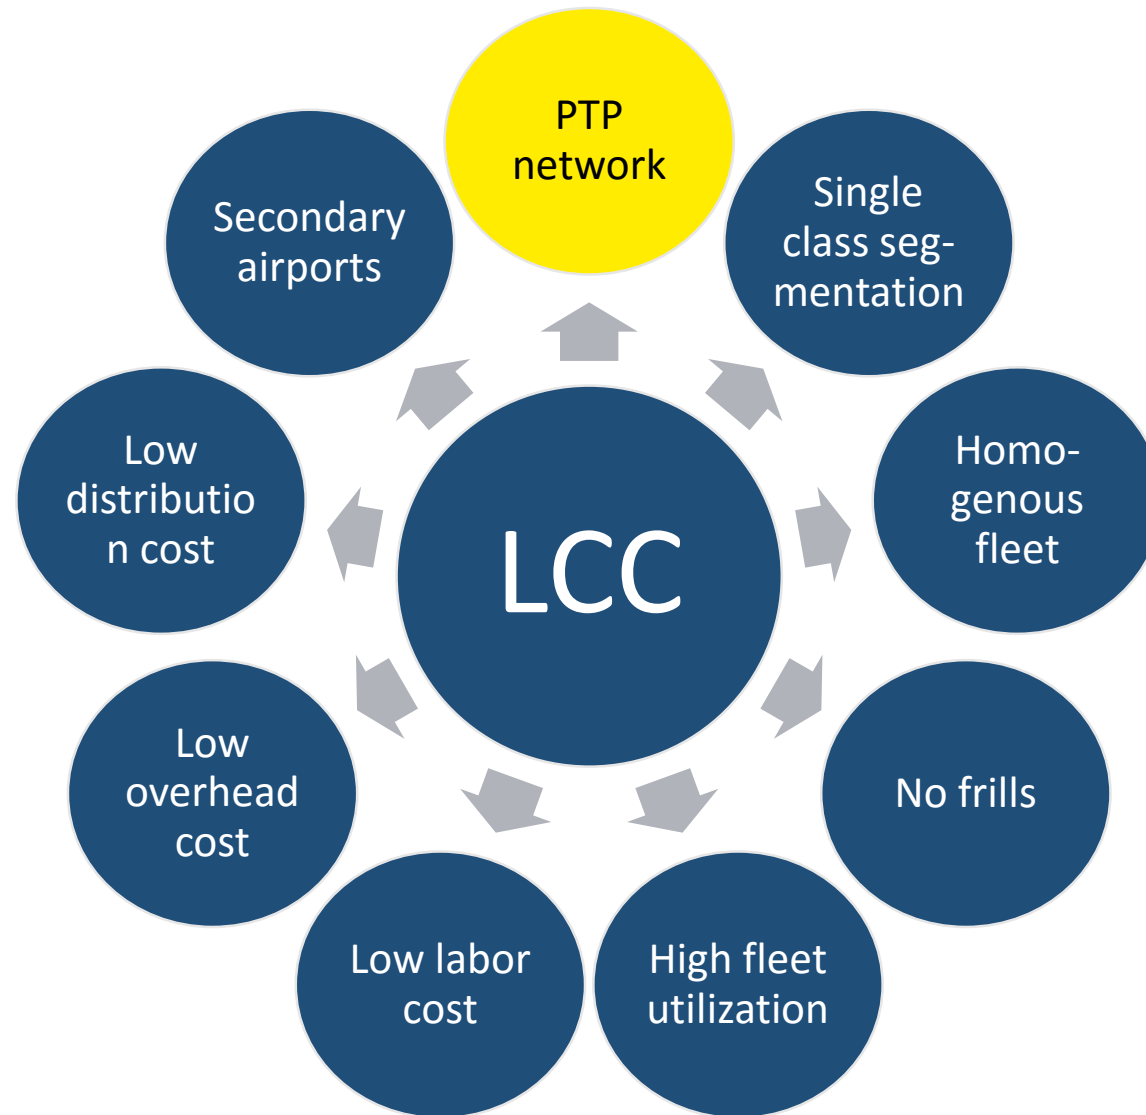 PTP
network
Single
class seg-
mentation
Homo-
genous
fleet
No frills
High fleet
utilization
Low labor
cost
Low
overhead
cost
Low
distributio
n cost
Secondary
airports
LCC